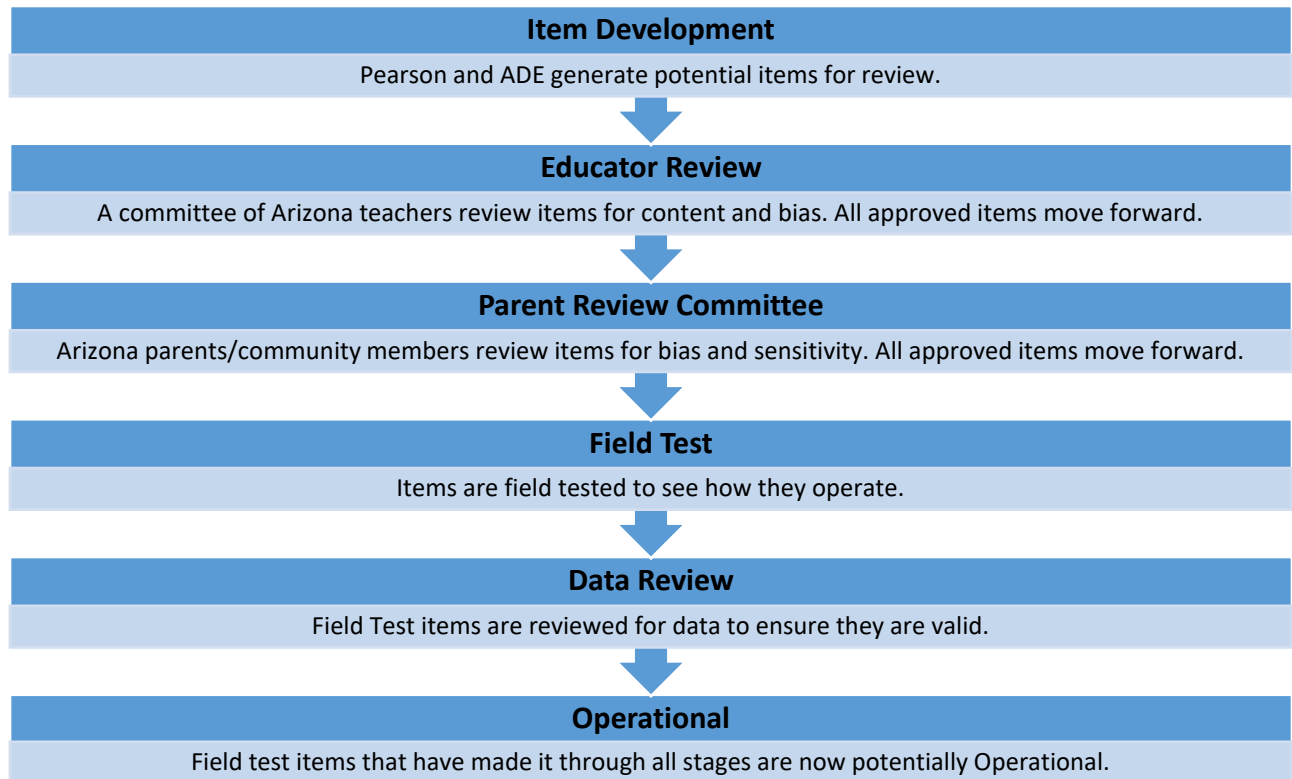 Item Development
Pearson and ADE generate potential items for review.
Educator Review
A committee of Arizona teachers review items for content and bias. All approved items move forward.
Parent Review Committee
Arizona parents/community members review items for bias and sensitivity. All approved items move forward.
Field Test
Items are field tested to see how they operate.
Data Review
Field Test items are reviewed for data to ensure they are valid.
Operational
Field test items that have made it through all stages are now potentially Operational.